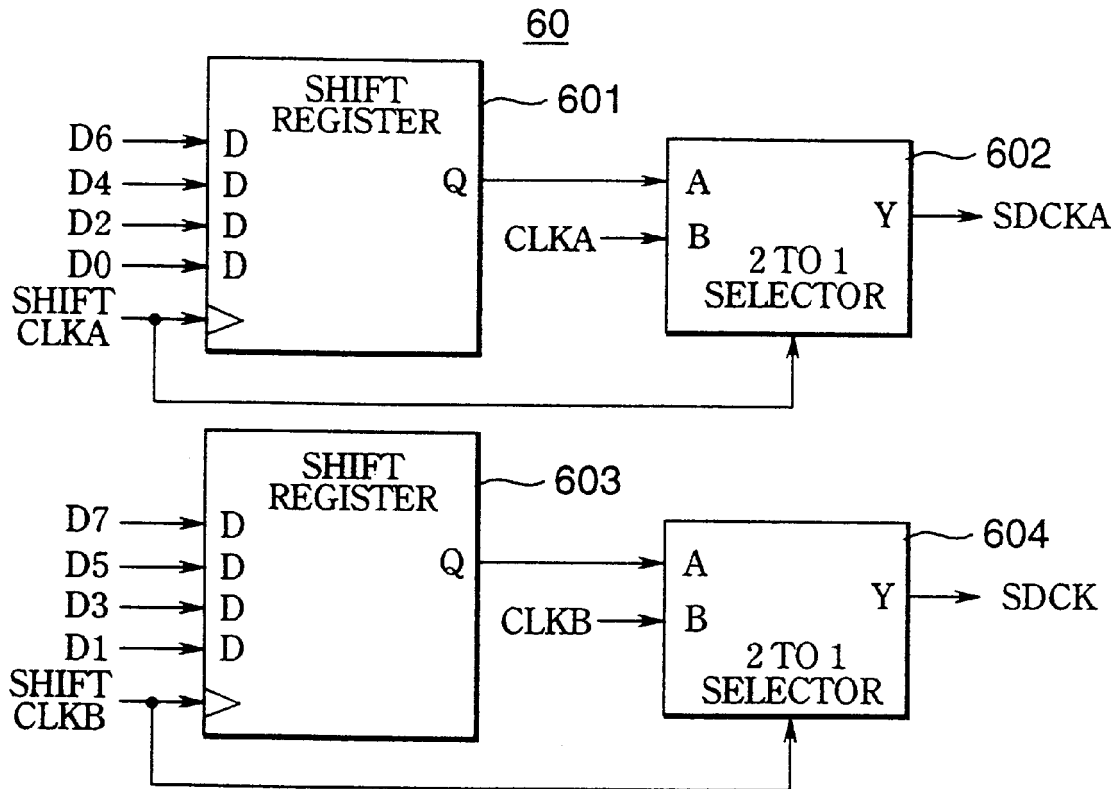 60
SHIFT
REGISTER
601
D6
D4
D2
D0
D
D
D
D
Q
SHIFT
CLKA
CLKA
A
B
Y
2 TO 1
SELECTOR
602
SDCKA
SHIFT
REGISTER
603
D7
D5
D3
D1
D
D
D
D
Q
SHIFT
CLKB
CLKB
A
B
Y
2 TO 1
SELECTOR
604
SDCK